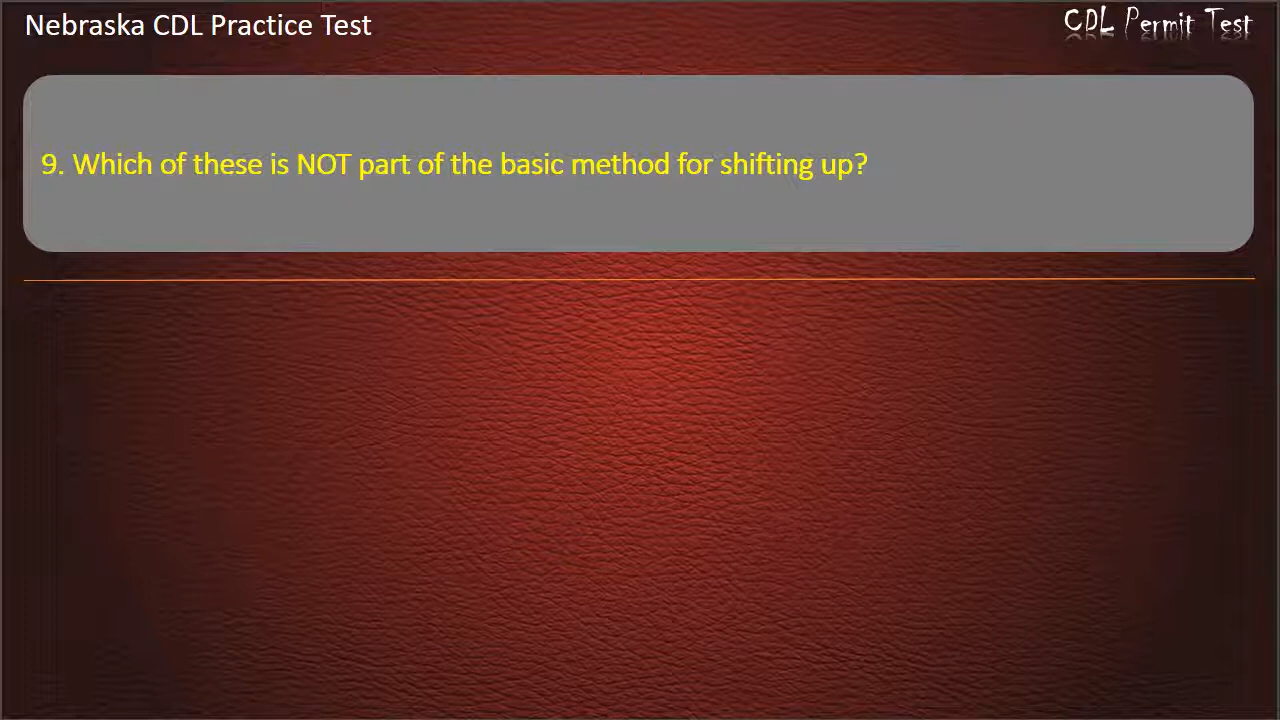 Nebraska CDL Practice Test
CDL Permit Test
9. Which of these is NOT part of the basic method for shifting up?